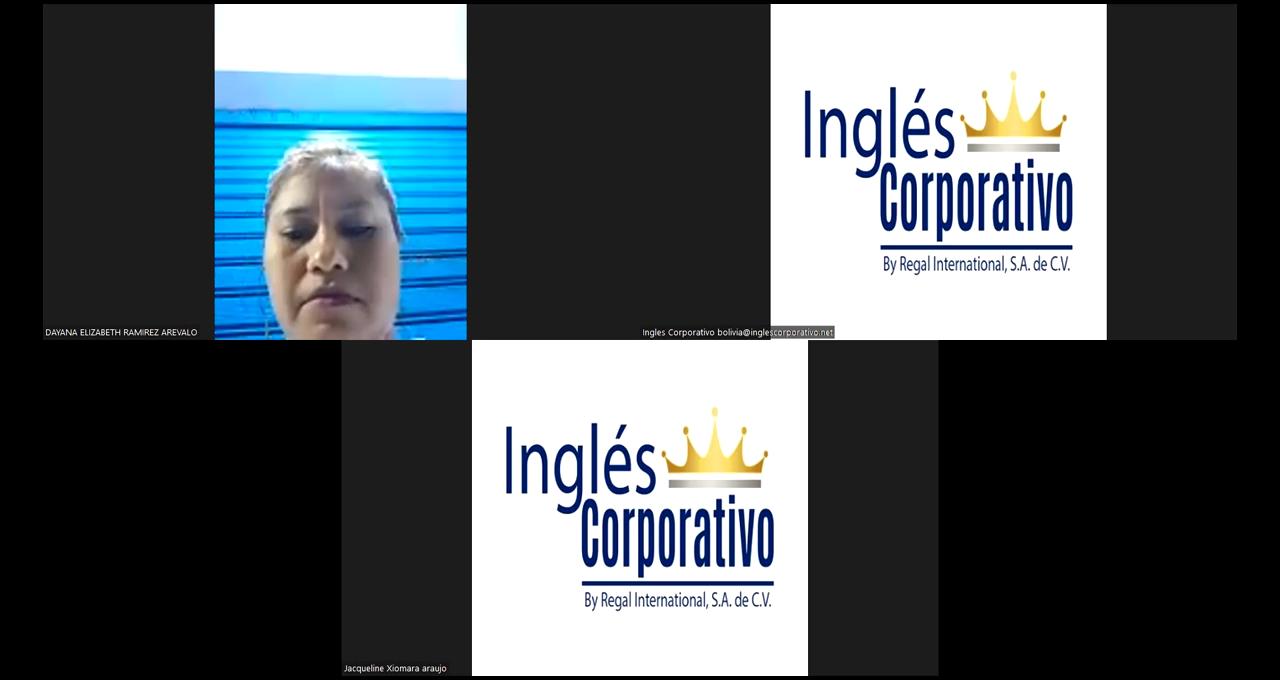 Inglés
Corporativo
By Regal International, S.A. de C.V.
DAYANA ELIZABETH RAMIREZ AREVALO
Ingles Corporativo bolivia@inglescorporativo.net
Inglés
Corporativo
By Regal International, S.A. de C.V.
Jacqueline Xiomara araujo